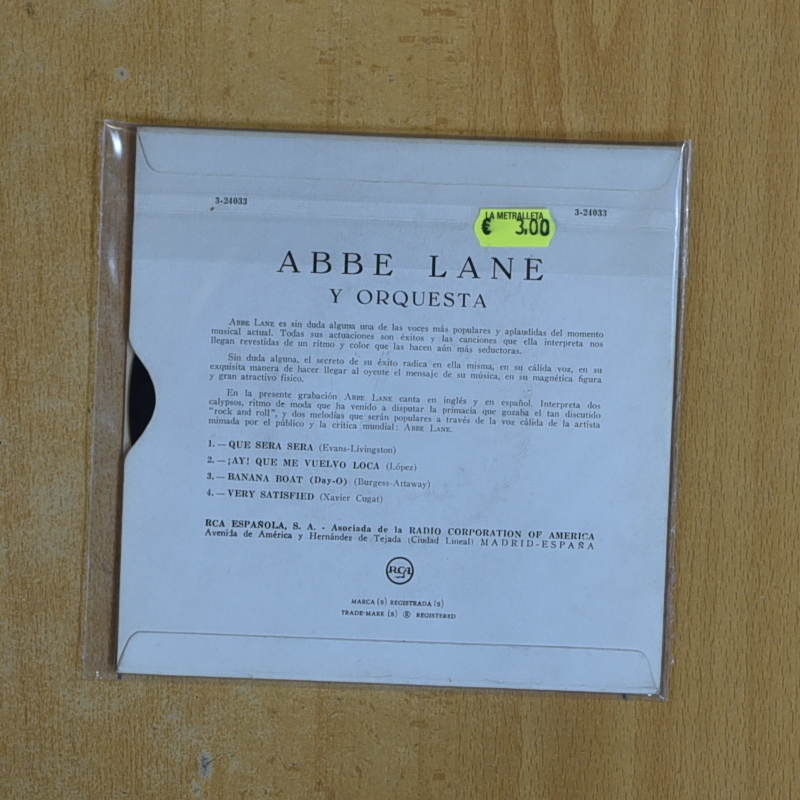 3-24033
3-24033
LA METRALLETA
€ 3.00
ABBE LANE
Y ORQUESTA
ABBE LANE es sin duda alguna una de las voces más populares y aplaudidas del momento
musical actual. Todas sus actuaciones son éxitos y las canciones que ella interpreta nos
llegan revestidas de un ritmo y color que las hacen aún más seductoras.
Sin duda alguna, el secreto de su éxito radica en ella misma, en su cálida voz, en su
exquisita manera de hacer llegar al oyente el mensaje de su música, en su magnética figura
y gran atractivo físico.
En la presente grabación ABBE LANE canta en inglés y en español. Interpreta dos
calypsos, ritmo de moda que ha venido a disputar la primacía que gozaba el tan discutido
"rock and roll", y dos melodías que serán populares a través de la voz cálida de la artista
mimada por el público y la crítica mundial: ABBE LANE.
1.—QUE SERA SERA (Evans-Livingston)
2.—¡AY! QUE ME VUELVO LOCA (López)
3.—BANANA BOAT (Day-O) (Burgess-Attaway)
4.—VERY SATISFIED (Xavier Cugat)
RCA ESPAÑOLA, S. A. - Asociada de la RADIO CORPORATION OF AMERICA
Avenida de América y Hernández de Tejada (Ciudad Lineal) MADRID-ESPAÑA
RCA
MARCA (S) REGISTRADA (S)
TRADE-MARK (S) ® REGISTERED